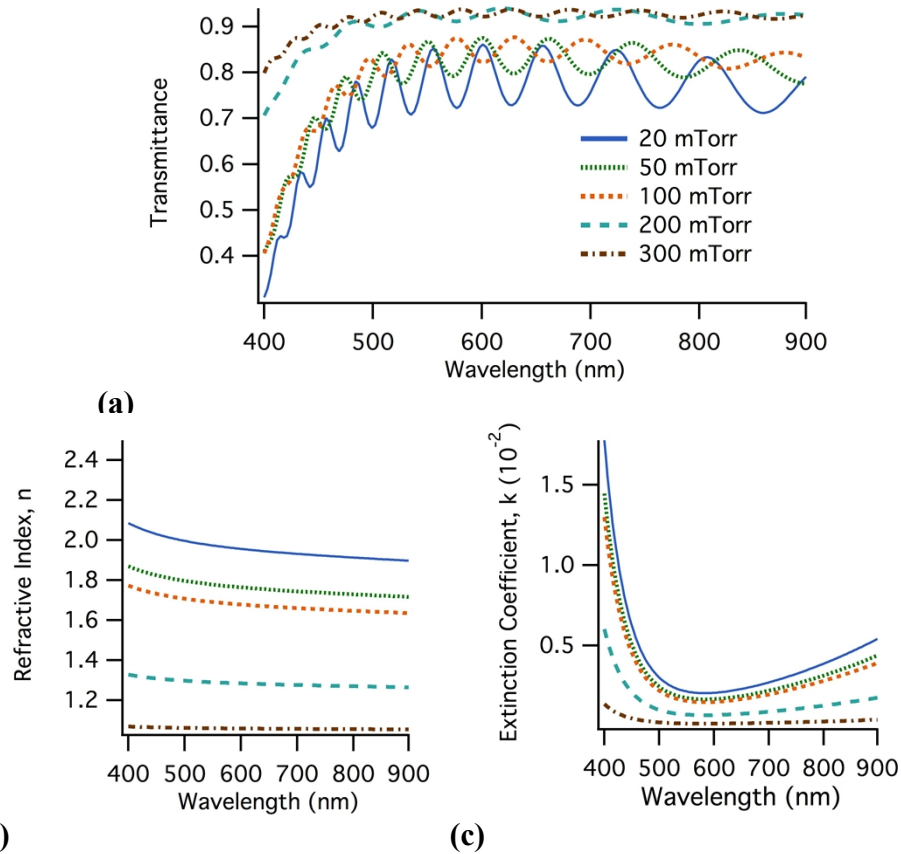 Transmittance
0.9
0.8
0.7
0.6
0.5
0.4
20 mTorr
50 mTorr
100 mTorr
200 mTorr
300 mTorr
400 500 600 700 800 900
Wavelength (nm)
(a)
Refractive Index, n
2.4
2.2
2.0
1.8
1.6
1.4
1.2
400 500 600 700 800 900
Wavelength (nm)
)
Extinction Coefficient, k (10⁻²)
1.5
1.0
0.5
400 500 600 700 800 900
Wavelength (nm)
(c)